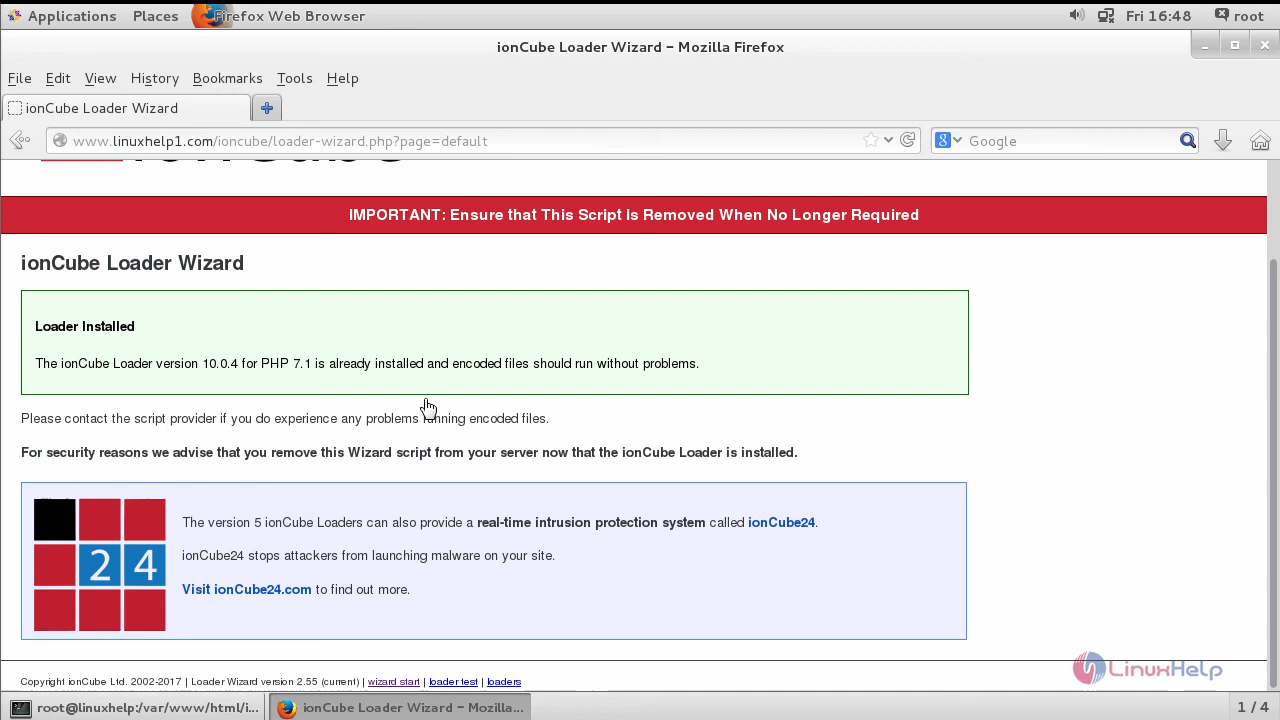 Applications Places Firefox Web Browser Fri 16:48 root
ionCube Loader Wizard – Mozilla Firefox
File Edit View History Bookmarks Tools Help
ionCube Loader Wizard
www.linuxhelp1.com/ioncube/loader-wizard.php?page=default
8 Google
IMPORTANT: Ensure that This Script Is Removed When No Longer Required
ionCube Loader Wizard
Loader Installed
The ionCube Loader version 10.0.4 for PHP 7.1 is already installed and encoded files should run without problems.
Please contact the script provider if you do experience any problems running encoded files.
For security reasons we advise that you remove this Wizard script from your server now that the ionCube Loader is installed.
24
The version 5 ionCube Loaders can also provide a real-time intrusion protection system called ionCube24.
ionCube24 stops attackers from launching malware on your site.
Visit ionCube24.com to find out more.
LinuxHelp
Copyright ionCube Ltd. 2002-2017 | Loader Wizard version 2.55 (current) | wizard start | loader test | loaders
root@linuxhelp:/var/www/html/i... ionCube Loader Wizard – Mozilla... 1 / 4